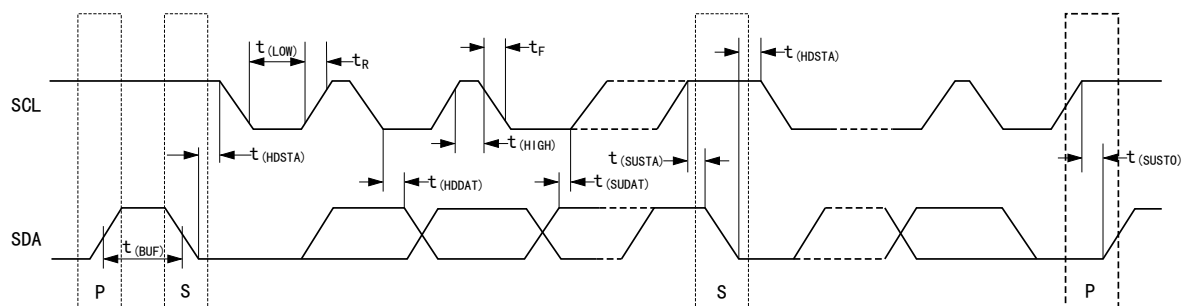 t(LOW)
tR
tF
t(HDSTA)
SCL
t(HDSTA)
t(HIGH)
t(SUSTA)
t(SUSTO)
t(HDDAT)
t(SUDAT)
SDA
t(BUF)
P
S
S
P